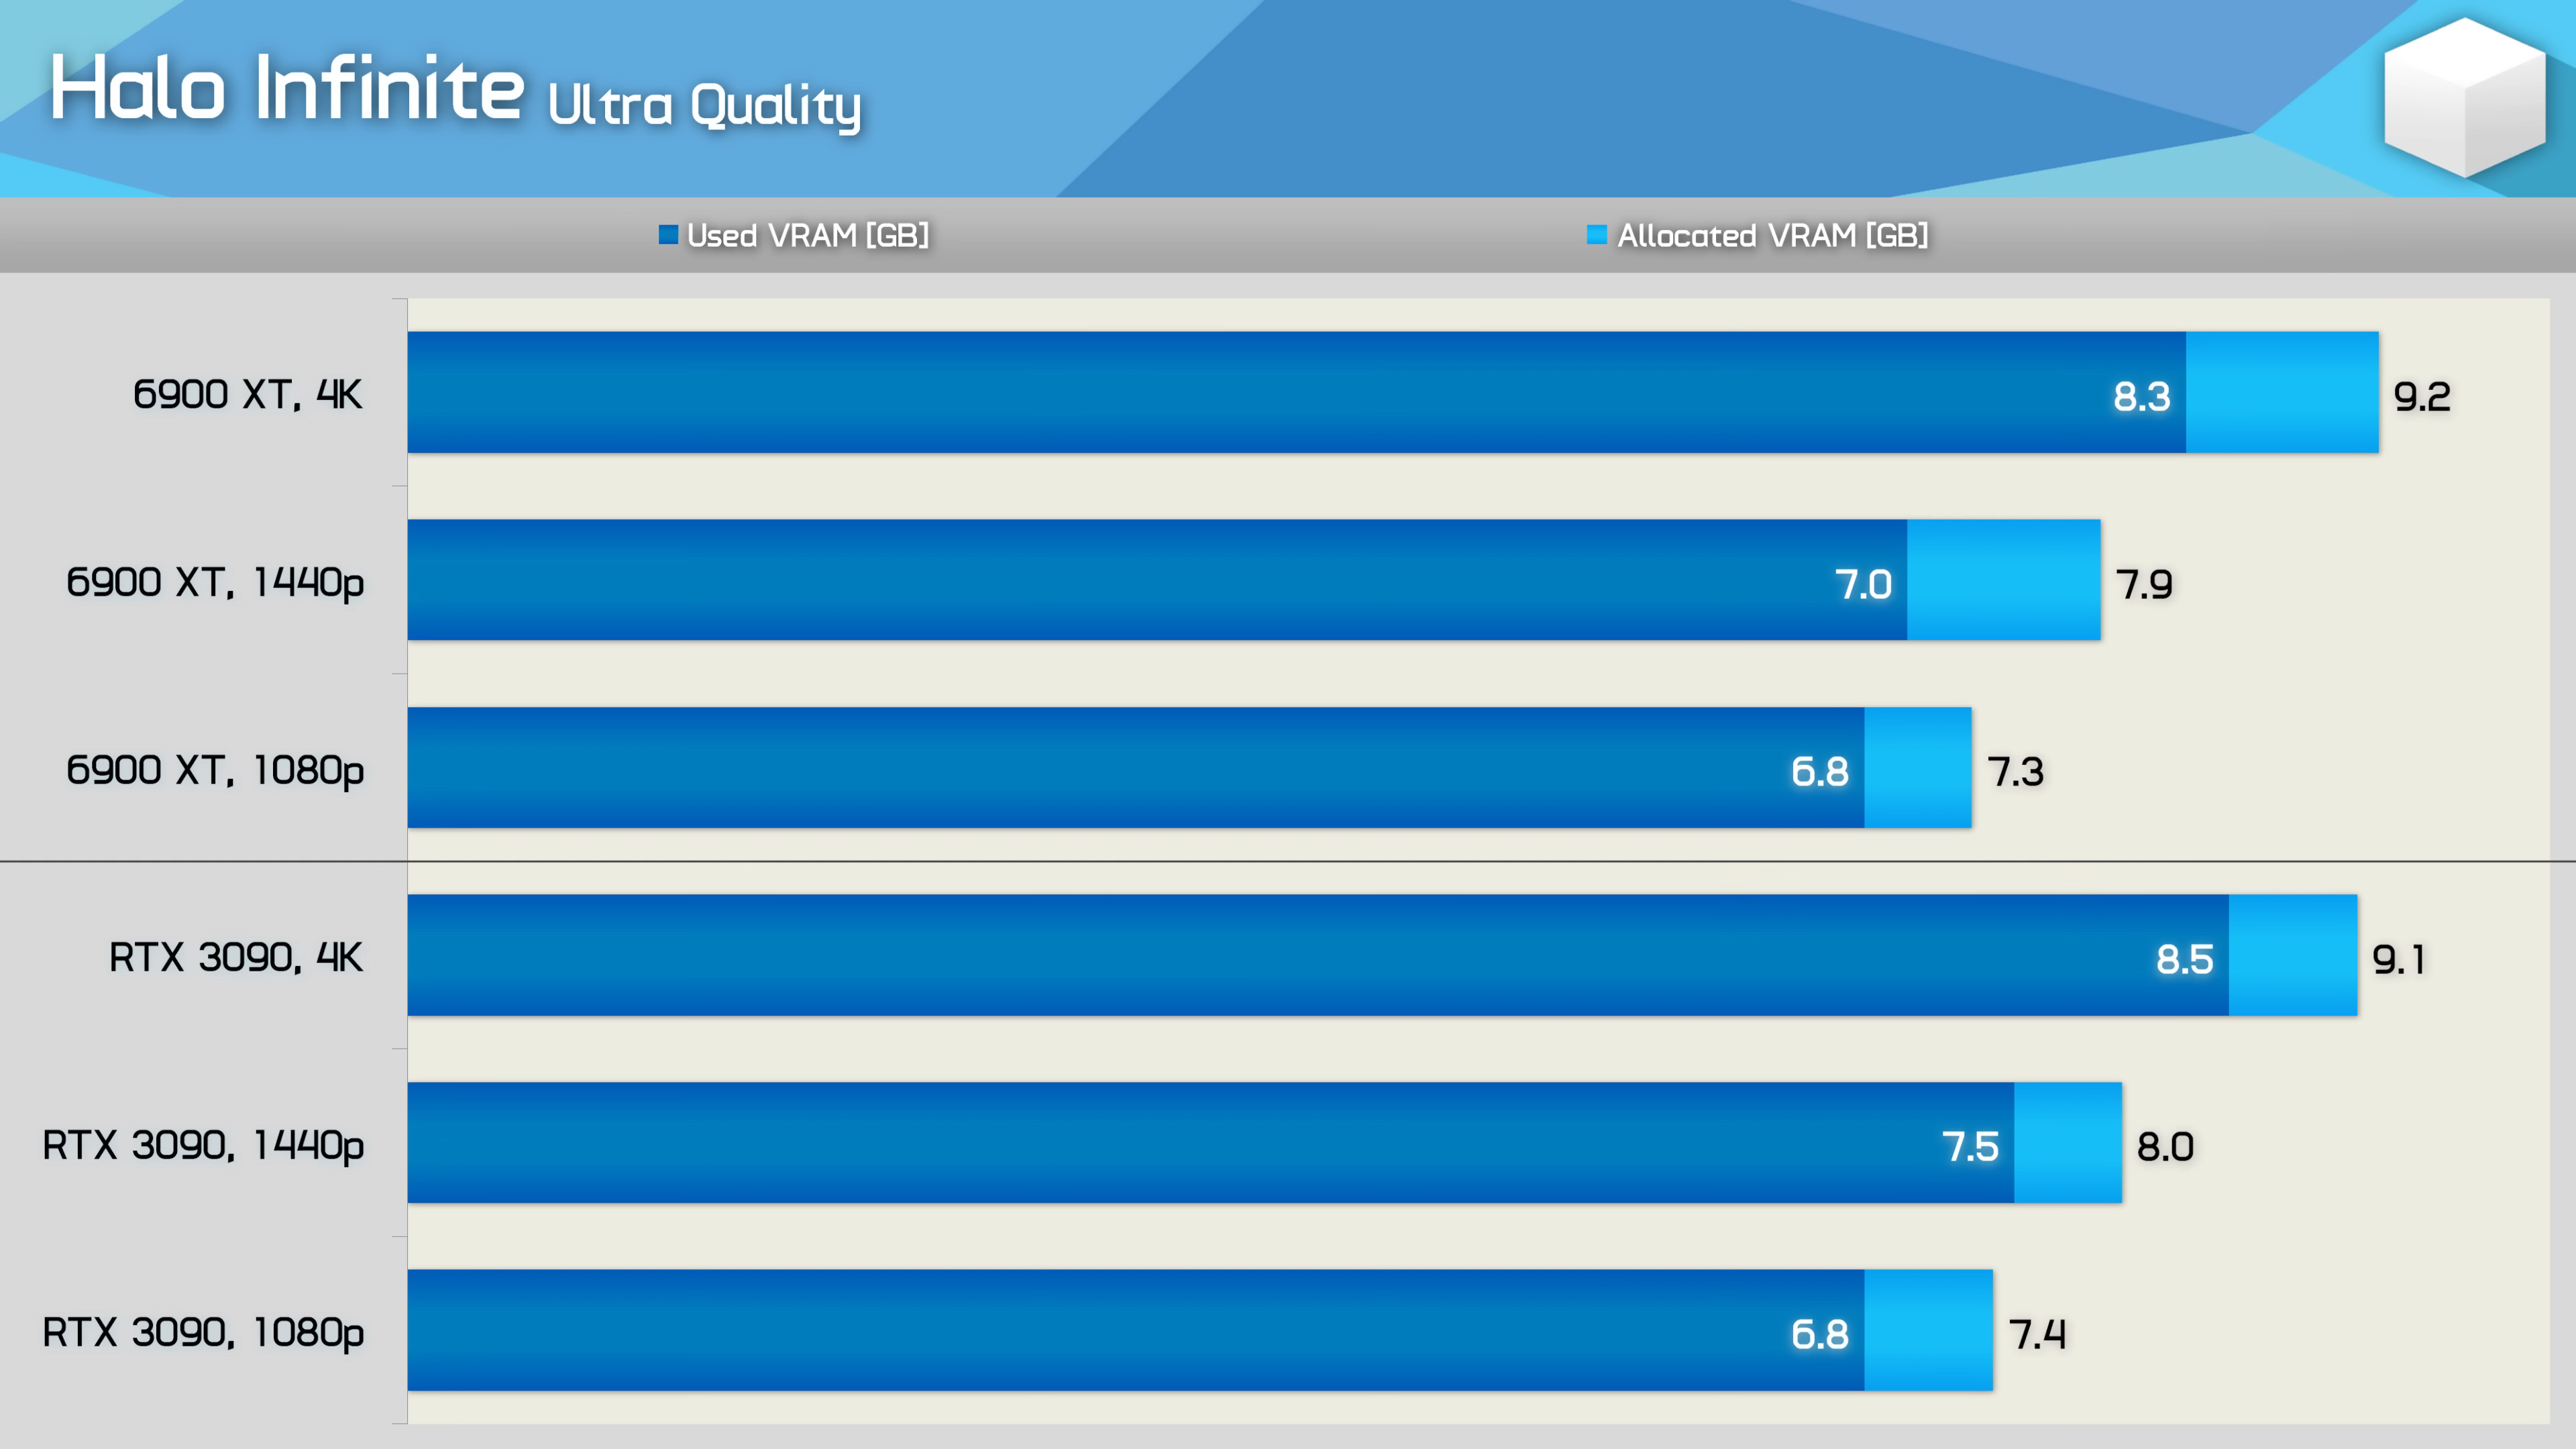 Halo Infinite Ultra Quality
Used VRAM [GB] Allocated VRAM [GB]
6900 XT, 4K 8.3 9.2
6900 XT, 1440p 7.0 7.9
6900 XT, 1080p 6.8 7.3
RTX 3090, 4K 8.5 9.1
RTX 3090, 1440p 7.5 8.0
RTX 3090, 1080p 6.8 7.4